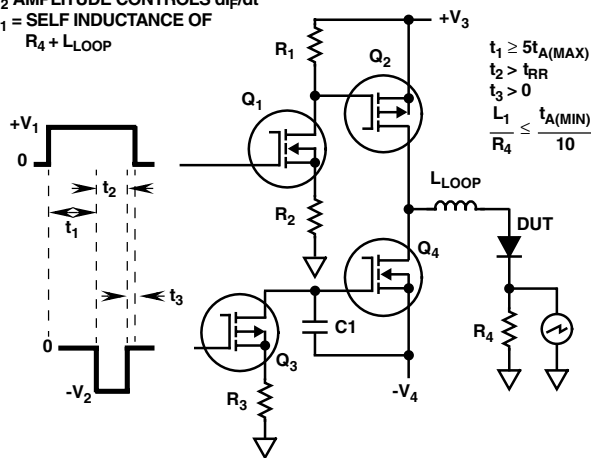 2 AMPLITUDE CONTROLS dIF/dt
1 = SELF INDUCTANCE OF
R4 + LLOOP
+V3
R1
Q2
t1 ≥ 5tA(MAX)
t2 > tRR
t3 > 0
L1/R4 ≤ tA(MIN)/10
Q1
+V1
0
t2
t1
R2
LLOOP
DUT
Q4
t3
0
-V2
C1
Q3
R4
R3
-V4